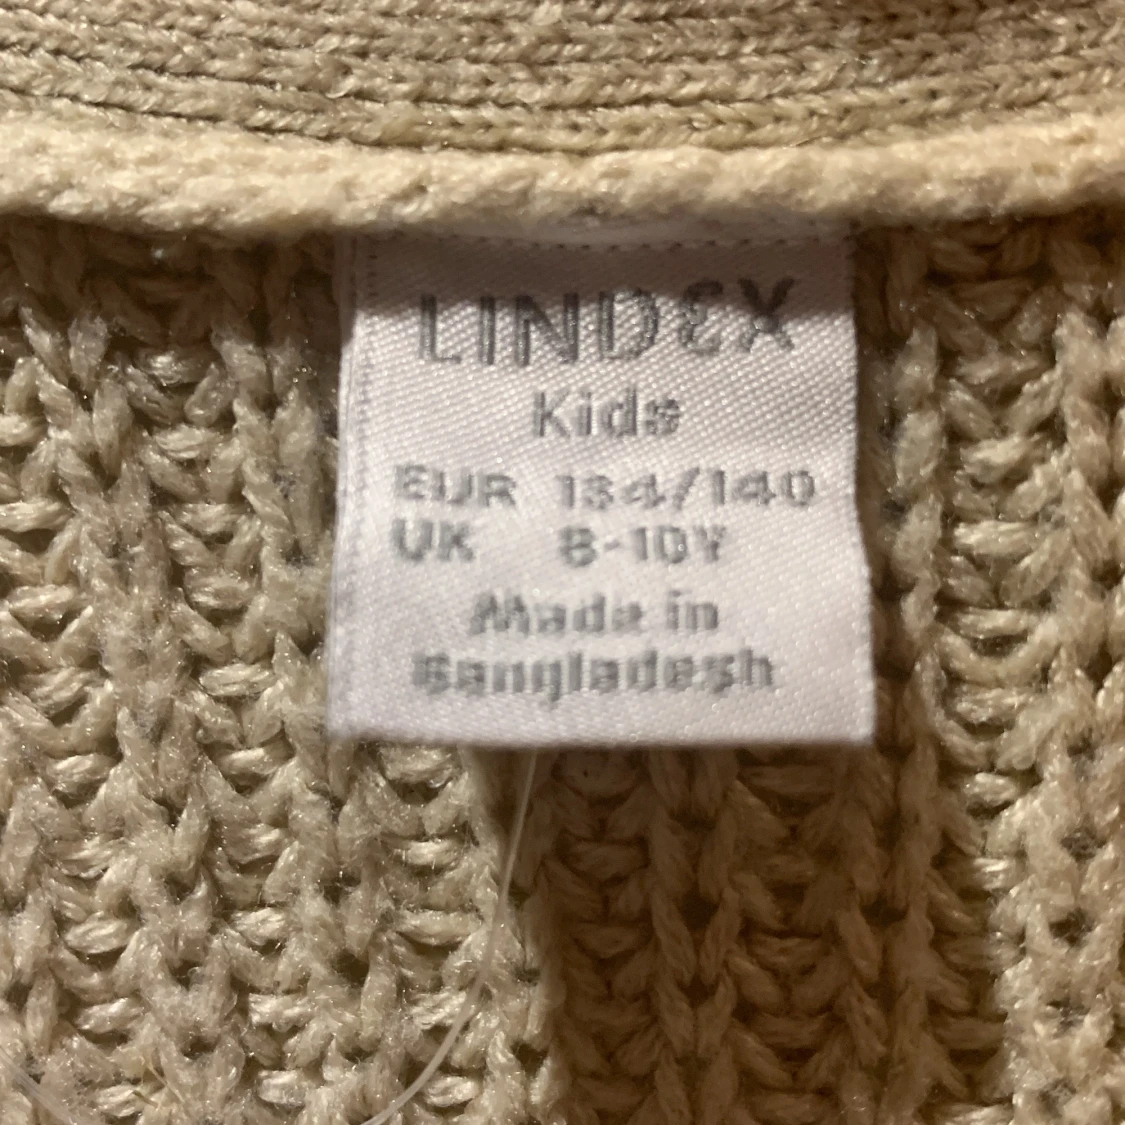 LINDEX
Kids
EUR 134/140
UK 8-10Y
Made in
Bangladesh